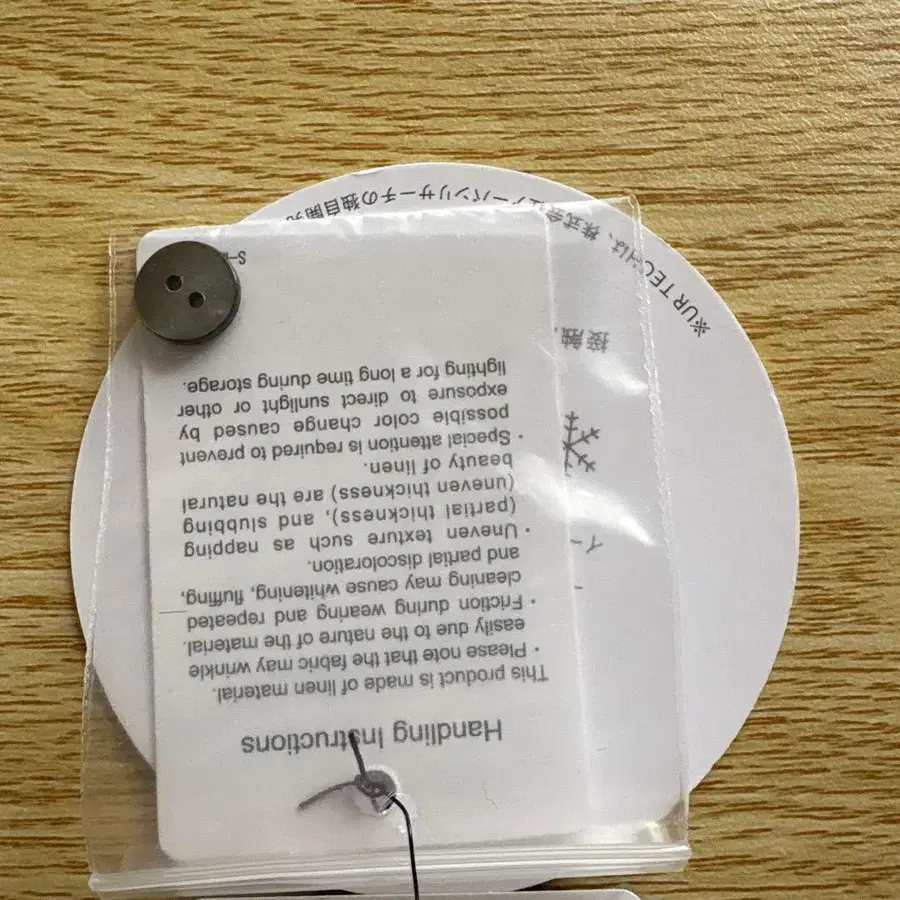 Handling Instructions
This product is made of linen material.
・Please note that the fabric may wrinkle
easily due to the nature of the material.
・Friction during wearing and repeated
cleaning may cause whitening, fluffing,
and partial discoloration.
・Uneven texture such as napping
(partial thickness), and slubbing
(uneven thickness) are the natural
beauty of linen.
・Special attention is required to prevent
possible color change caused by
exposure to direct sunlight or other
lighting for a long time during storage.
※UR TECHは、株式会社アーバンリサーチの独自開発
接触